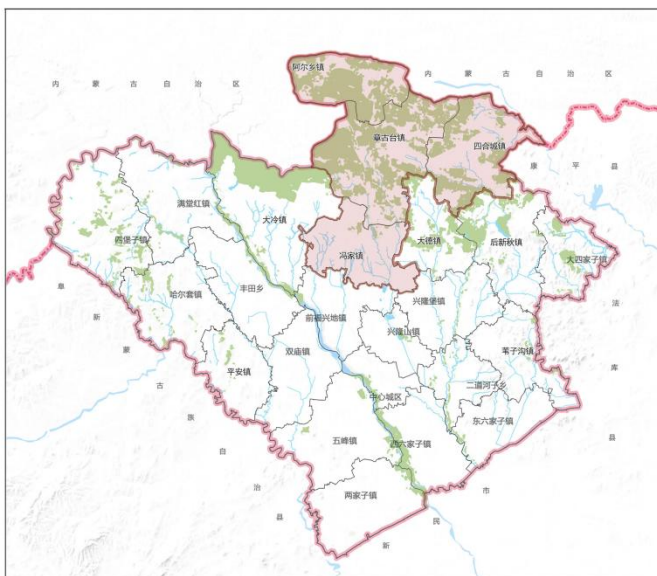 阿尔乡镇
内蒙古自治区
内蒙古自治区
章古台镇
四合城镇
康平县
满堂红镇
大冷镇
四堡子镇
大德镇
后新秋镇
冯家镇
大四家子镇
哈尔套镇
丰田乡
兴隆堡镇
前福兴地镇
兴隆山镇
法库县
阜新蒙古族自治县
双庙镇
苇子沟镇
平安镇
二道河子乡
中心城区
东六家子镇
五峰镇
西六家子镇
两家子镇
新民市